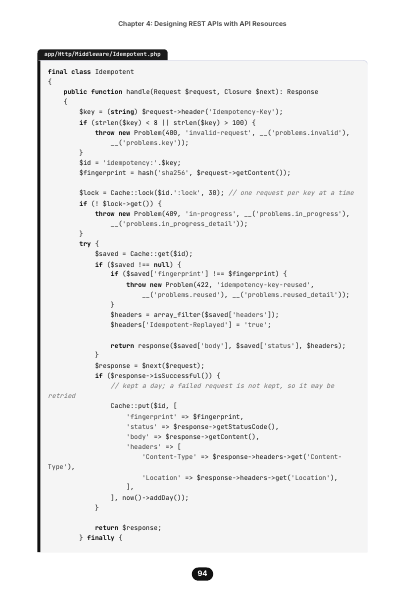 Chapter 4: Designing REST APIs with API Resources
app/Http/Middleware/Idempotent.php
final class Idempotent
{
    public function handle(Request $request, Closure $next): Response
    {
        $key = (string) $request->header('Idempotency-Key');
        if (strlen($key) < 8 || strlen($key) > 100) {
            throw new Problem(400, 'invalid-request', __('problems.invalid'),
                __('problems.key'));
        }
        $id = 'idempotency:'.$key;
        $fingerprint = hash('sha256', $request->getContent());

        $lock = Cache::lock($id.':lock', 30); // one request per key at a time
        if (! $lock->get()) {
            throw new Problem(409, 'in-progress', __('problems.in_progress'),
                __('problems.in_progress_detail'));
        }
        try {
            $saved = Cache::get($id);
            if ($saved !== null) {
                if ($saved['fingerprint'] !== $fingerprint) {
                    throw new Problem(422, 'idempotency-key-reused',
                        __('problems.reused'), __('problems.reused_detail'));
                }
                $headers = array_filter($saved['headers']);
                $headers['Idempotent-Replayed'] = 'true';

                return response($saved['body'], $saved['status'], $headers);
            }
            $response = $next($request);
            if ($response->isSuccessful()) {
                // kept a day; a failed request is not kept, so it may be
retried
                Cache::put($id, [
                    'fingerprint' => $fingerprint,
                    'status' => $response->getStatusCode(),
                    'body' => $response->getContent(),
                    'headers' => [
                        'Content-Type' => $response->headers->get('Content-
Type'),
                        'Location' => $response->headers->get('Location'),
                    ],
                ], now()->addDay());
            }

            return $response;
        } finally {
94